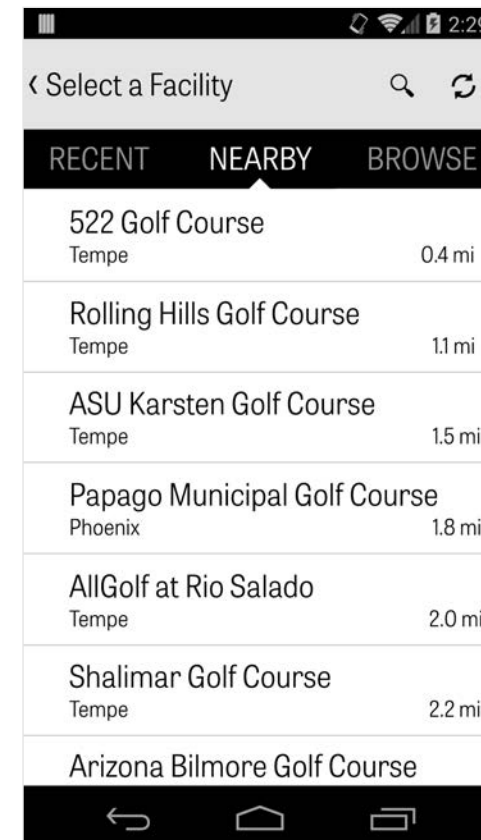 2:29
Select a Facility
RECENT NEARBY BROWSE
522 Golf Course
Tempe 0.4 mi
Rolling Hills Golf Course
Tempe 1.1 mi
ASU Karsten Golf Course
Tempe 1.5 mi
Papago Municipal Golf Course
Phoenix 1.8 mi
AllGolf at Rio Salado
Tempe 2.0 mi
Shalimar Golf Course
Tempe 2.2 mi
Arizona Bilmore Golf Course